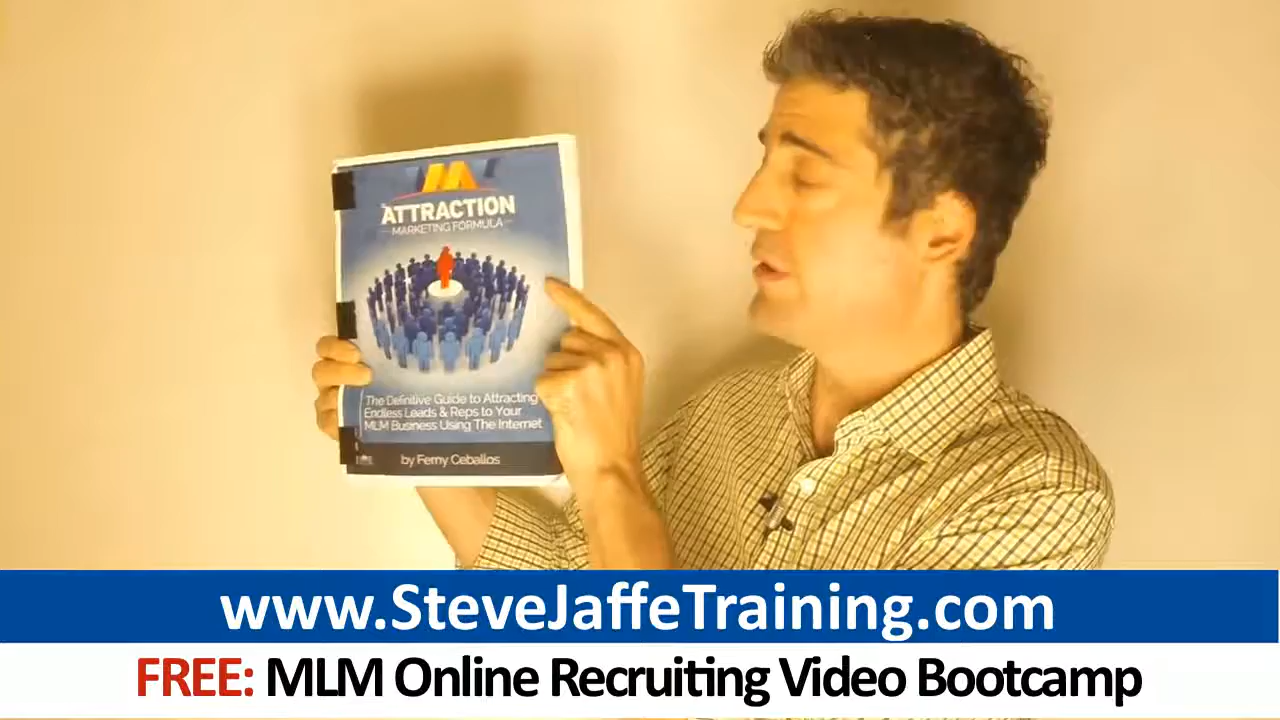 ATTRACTION
MARKETING FORMULA
The Definitive Guide to Attracting
Endless Leads & Reps to Your
MLM Business Using The Internet
by Ferny Ceballos
www.SteveJaffeTraining.com
FREE: MLM Online Recruiting Video Bootcamp